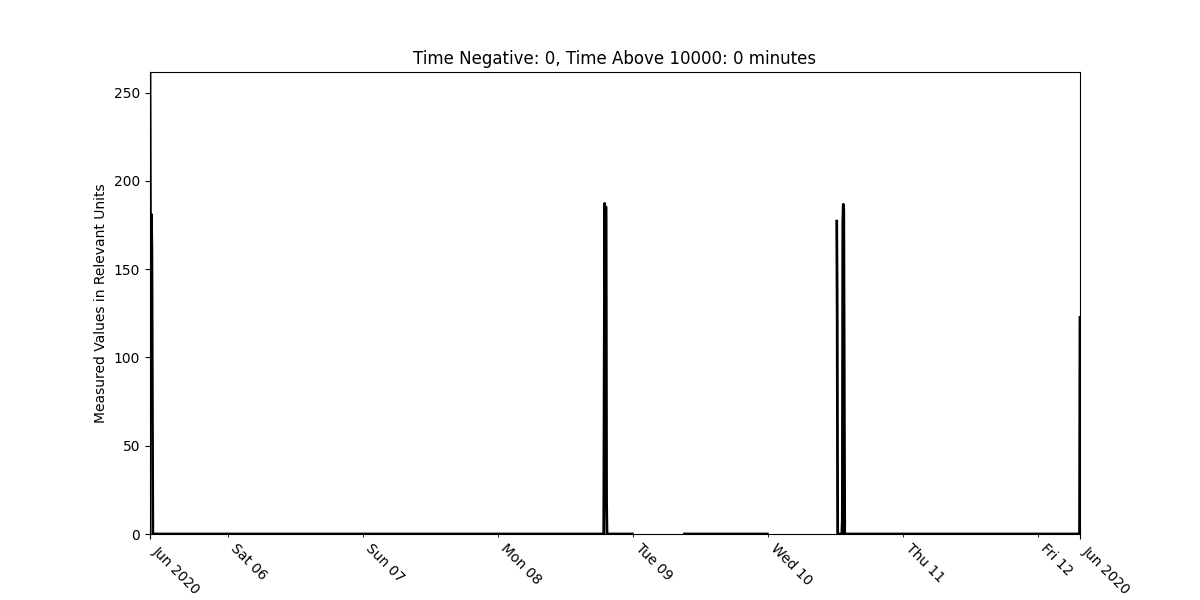 Time Negative: 0, Time Above 10000: 0 minutes
Measured Values in Relevant Units
250
200
150
100
50
0
Jun 2020
Sat 06
Sun 07
Mon 08
Tue 09
Wed 10
Thu 11
Fri 12
Jun 2020